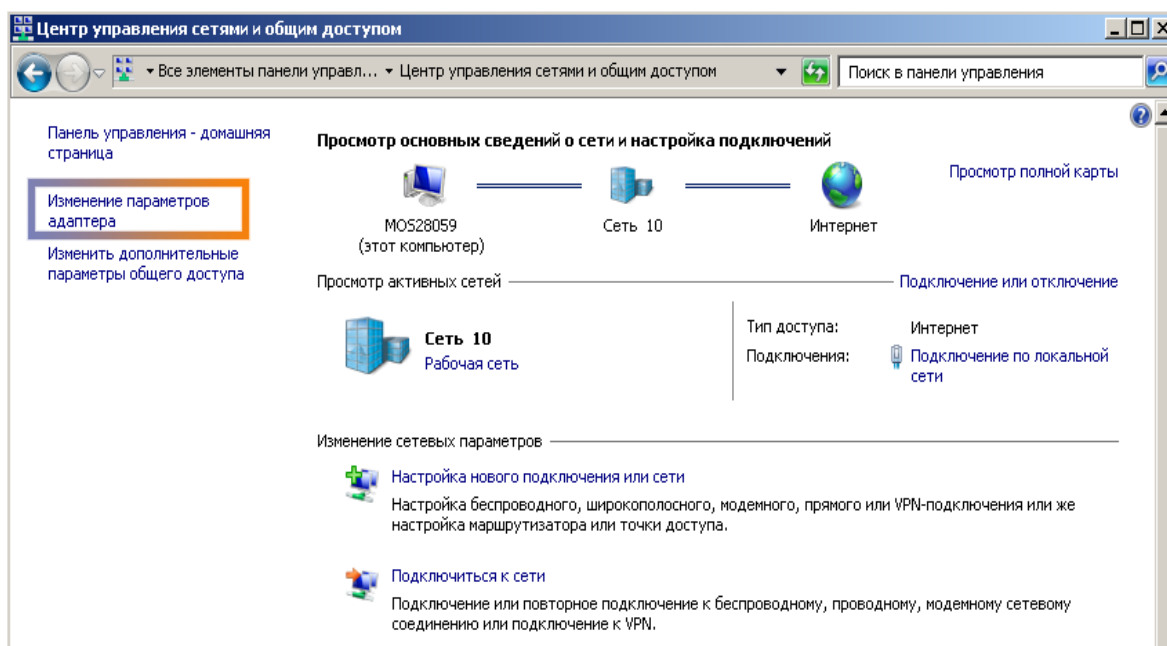 Центр управления сетями и общим доступом
Все элементы панели управл... Центр управления сетями и общим доступом
Поиск в панели управления
Панель управления - домашняя
страница
Изменение параметров
адаптера
Изменить дополнительные
параметры общего доступа
Просмотр основных сведений о сети и настройка подключений
Просмотр полной карты
MOS28059
(этот компьютер)
Сеть 10
Интернет
Просмотр активных сетей
Подключение или отключение
Сеть 10
Рабочая сеть
Тип доступа: Интернет
Подключения: Подключение по локальной
сети
Изменение сетевых параметров
Настройка нового подключения или сети
Настройка беспроводного, широкополосного, модемного, прямого или VPN-подключения или же
настройка маршрутизатора или точки доступа.
Подключиться к сети
Подключение или повторное подключение к беспроводному, проводному, модемному сетевому
соединению или подключение к VPN.